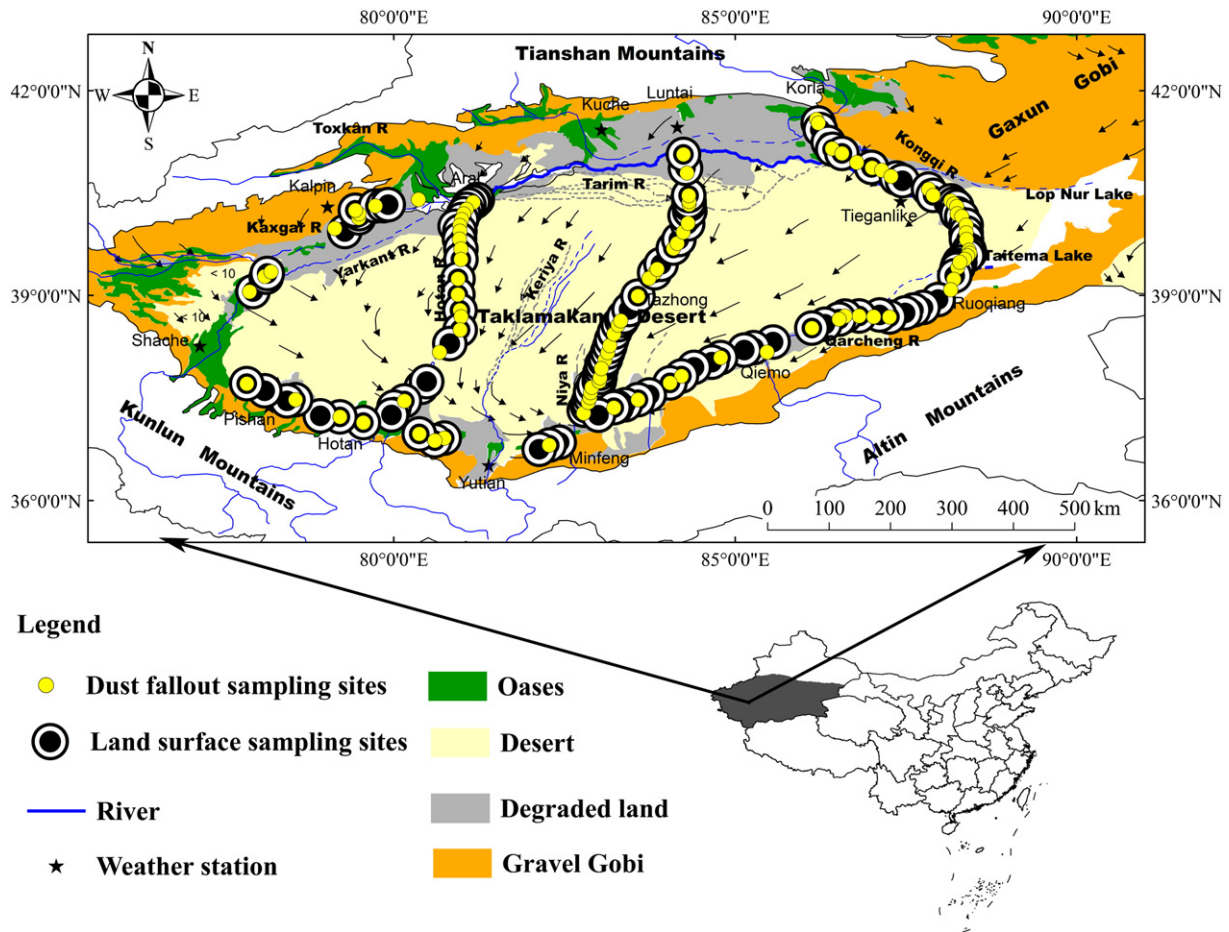 80°0'0"E 85°0'0"E 90°0'0"E
N
W E
S
Tianshan Mountains
42°0'0"N 42°0'0"N
Gaxun Gobi
Korla
Luntai
Kuche
Toxkan R
Kongqi R
Kalpin
Aral
Tarim R
Lop Nur Lake
Tieganlike
Kaxgar R
Yarkant R
Keriya R
Hotan R
Taitema Lake
< 10
39°0'0"N 39°0'0"N
Tazhong
Ruoqiang
< 10
Taklamakan Desert
Shache
Qarcheng R
Niya R
Qiemo
Pishan
Hotan
Minfeng
Yutian
Kunlun Mountains
Altin Mountains
36°0'0"N 36°0'0"N
0 100 200 300 400 500 km
80°0'0"E 85°0'0"E 90°0'0"E
Legend
Dust fallout sampling sites
Land surface sampling sites
River
Weather station
Oases
Desert
Degraded land
Gravel Gobi